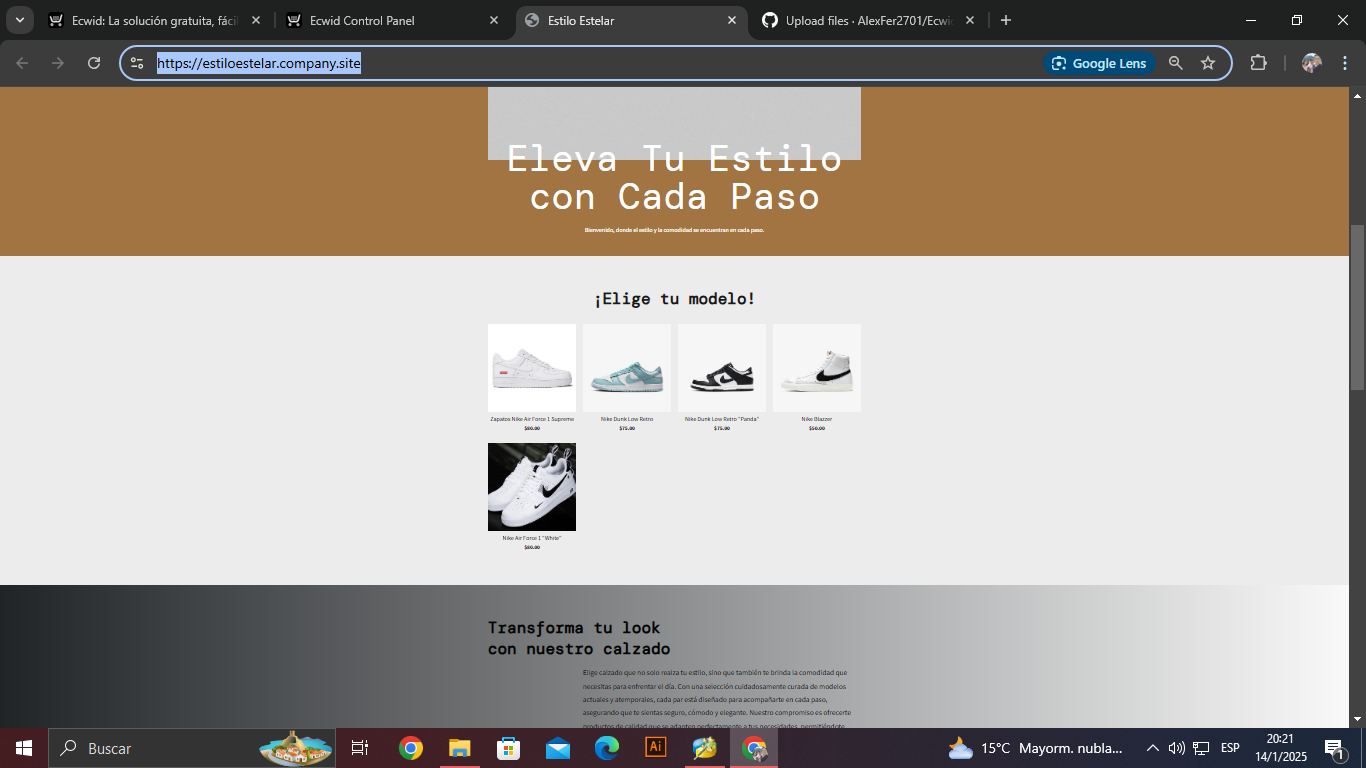 Ecwid: La solución gratuita, fácil
Ecwid Control Panel
Estilo Estelar
Upload files · AlexFer2701/Ecwid
https://estiloestelar.company.site
Google Lens
Eleva Tu Estilo
con Cada Paso
Bienvenido, donde el estilo y la comodidad se encuentran en cada paso.
¡Elige tu modelo!
Zapatos Nike Air Force 1 Supreme
$80.00
Nike Dunk Low Retro
$75.00
Nike Dunk Low Retro "Panda"
$75.00
Nike Blazzer
$50.00
Nike Air Force 1 "White"
$80.00
Transforma tu look
con nuestro calzado
Elige calzado que no solo realza tu estilo, sino que también te brinda la comodidad que
necesitas para enfrentar el día. Con una selección cuidadosamente curada de modelos
actuales y atemporales, cada par está diseñado para acompañarte en cada paso,
asegurando que te sientas seguro, cómodo y elegante. Nuestro compromiso es ofrecerte
productos de calidad que se adapten perfectamente a tus necesidades, permitiéndote
Buscar
Ai
15°C Mayorm. nubla...
ESP
20:21
14/1/2025
1